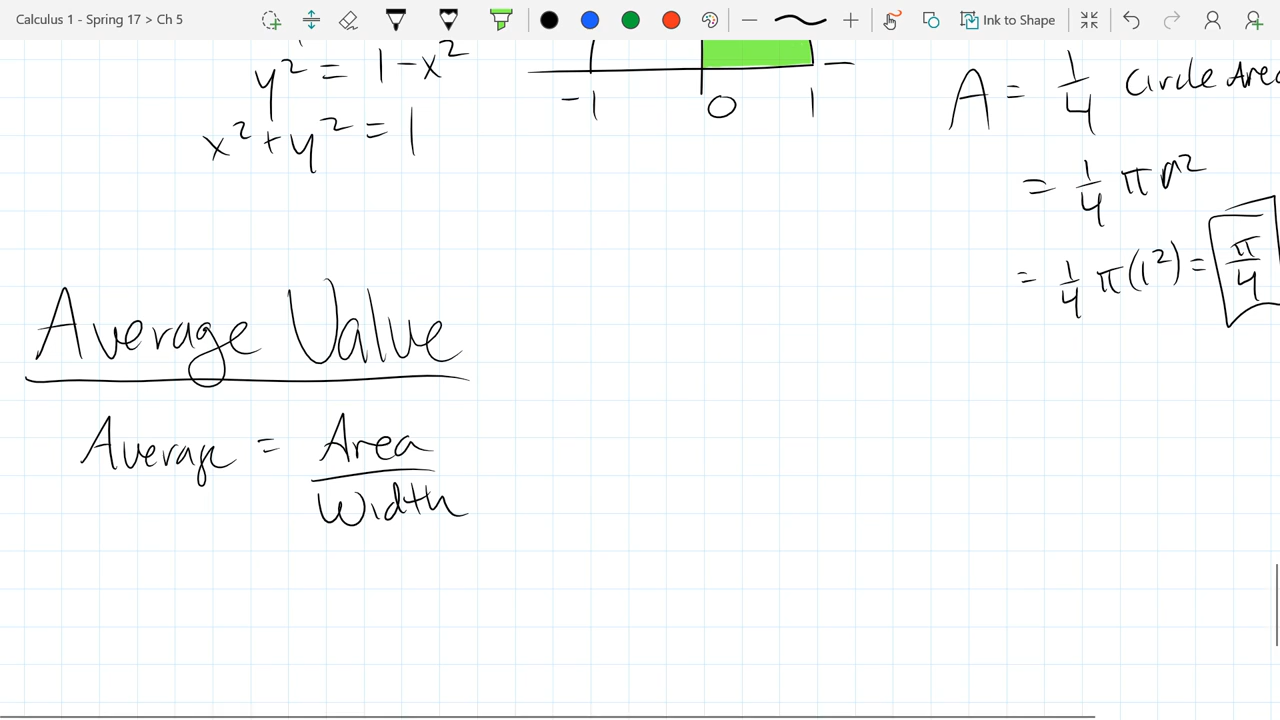 Calculus 1 - Spring 17 > Ch 5
Ink to Shape
y² = 1-x²
x² + y² = 1
-1 0 1
A = 1/4 Circle Area
= 1/4 π r²
= 1/4 π(1²) = π/4
Average Value
Average = Area
Width